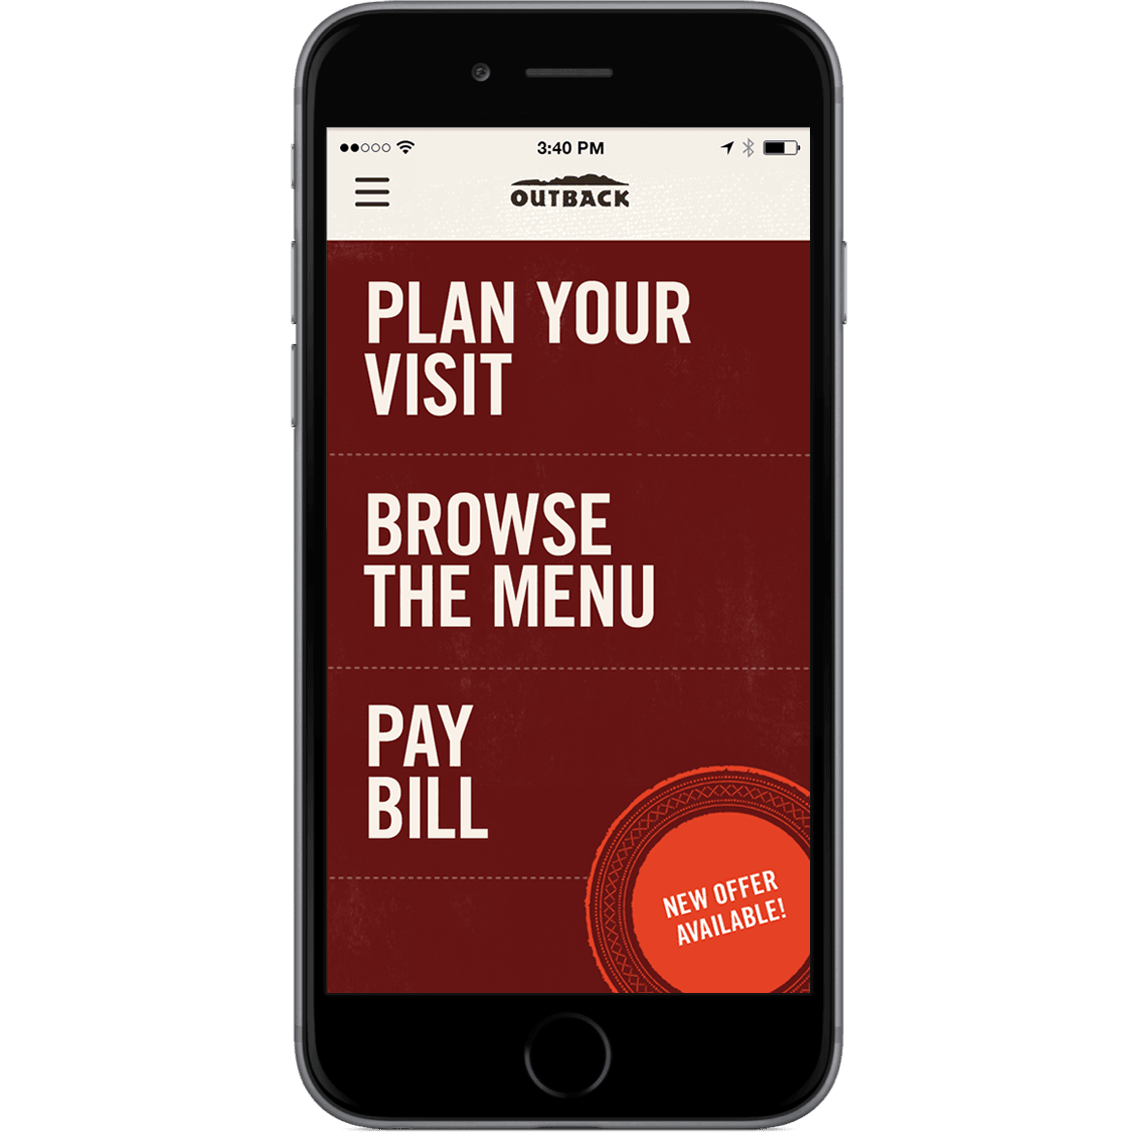 3:40 PM
OUTBACK
PLAN YOUR
VISIT
BROWSE
THE MENU
PAY
BILL
NEW OFFER
AVAILABLE!